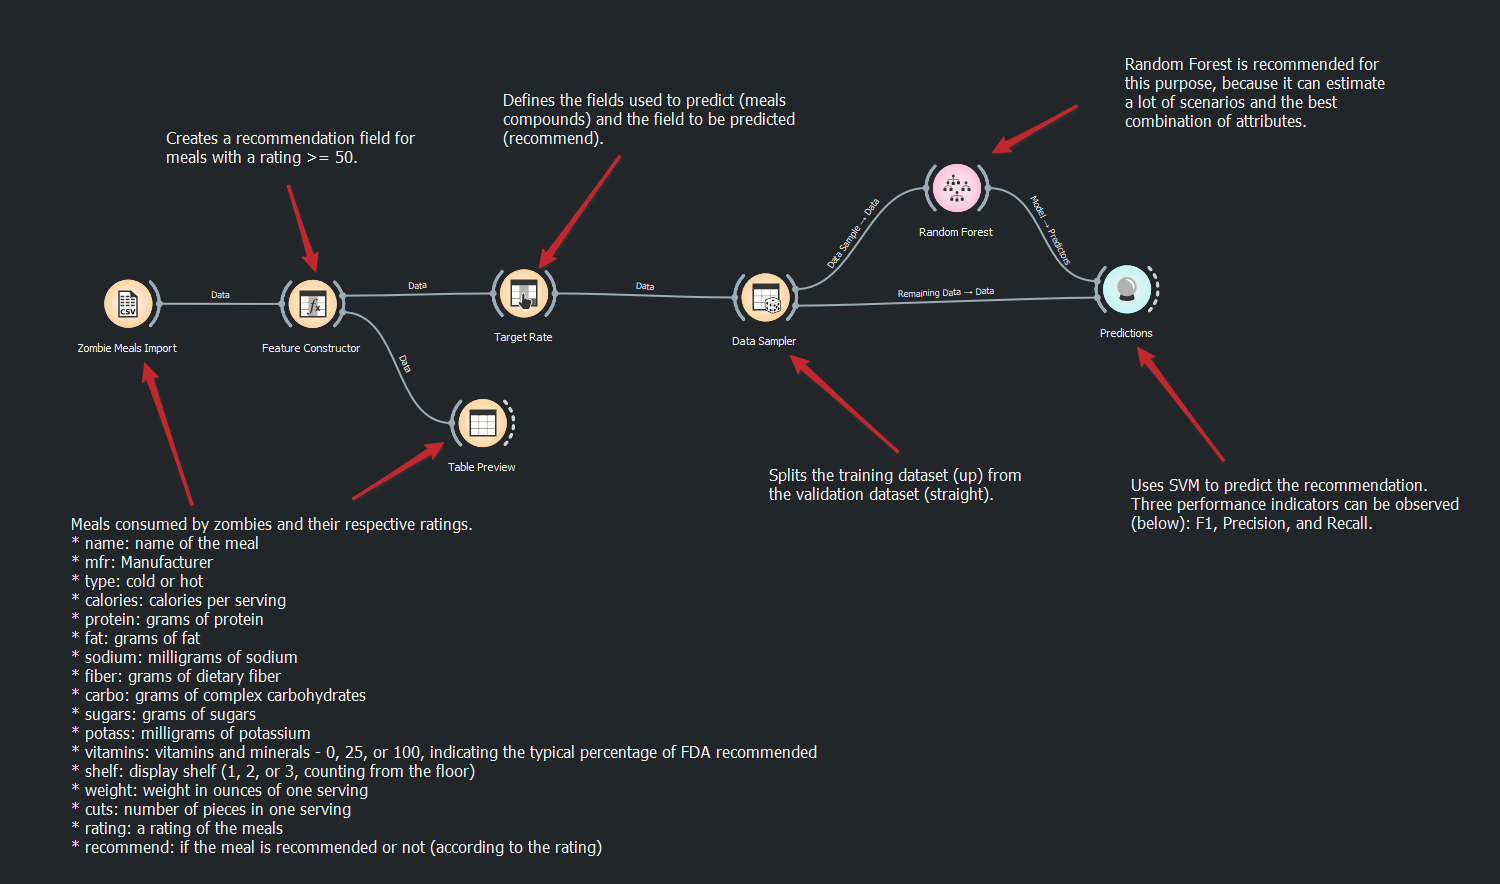 Random Forest is recommended for
this purpose, because it can estimate
a lot of scenarios and the best
combination of attributes.
Defines the fields used to predict (meals
compounds) and the field to be predicted
(recommend).
Creates a recommendation field for
meals with a rating >= 50.
Data Sample → Data
Random Forest
Model → Predictors
Data
Data
Data
Remaining Data → Data
CSV
fx
Zombie Meals Import
Feature Constructor
Target Rate
Data Sampler
Predictions
Data
Table Preview
Splits the training dataset (up) from
the validation dataset (straight).
Uses SVM to predict the recommendation.
Three performance indicators can be observed
(below): F1, Precision, and Recall.
Meals consumed by zombies and their respective ratings.
* name: name of the meal
* mfr: Manufacturer
* type: cold or hot
* calories: calories per serving
* protein: grams of protein
* fat: grams of fat
* sodium: milligrams of sodium
* fiber: grams of dietary fiber
* carbo: grams of complex carbohydrates
* sugars: grams of sugars
* potass: milligrams of potassium
* vitamins: vitamins and minerals - 0, 25, or 100, indicating the typical percentage of FDA recommended
* shelf: display shelf (1, 2, or 3, counting from the floor)
* weight: weight in ounces of one serving
* cuts: number of pieces in one serving
* rating: a rating of the meals
* recommend: if the meal is recommended or not (according to the rating)